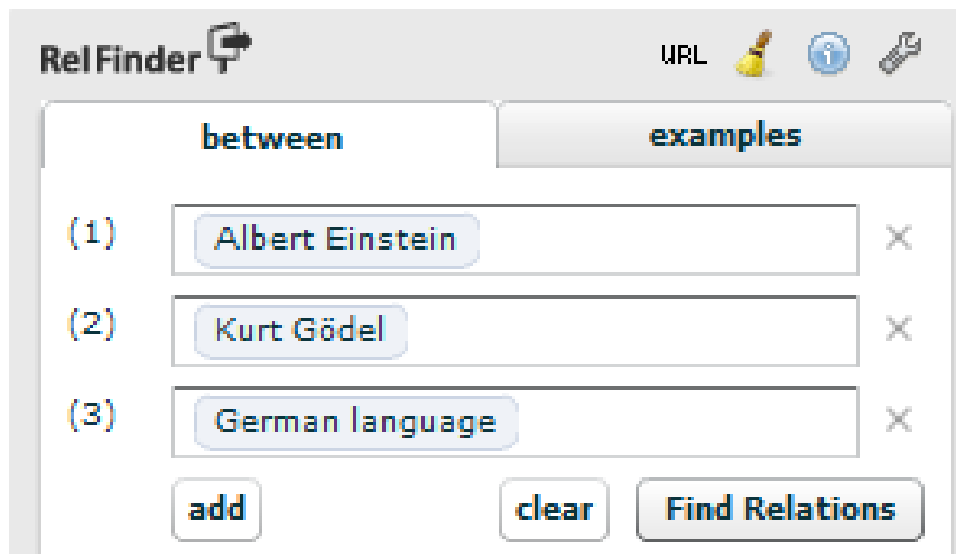 RelFinder URL
between examples
(1) Albert Einstein
(2) Kurt Gödel
(3) German language
add clear Find Relations